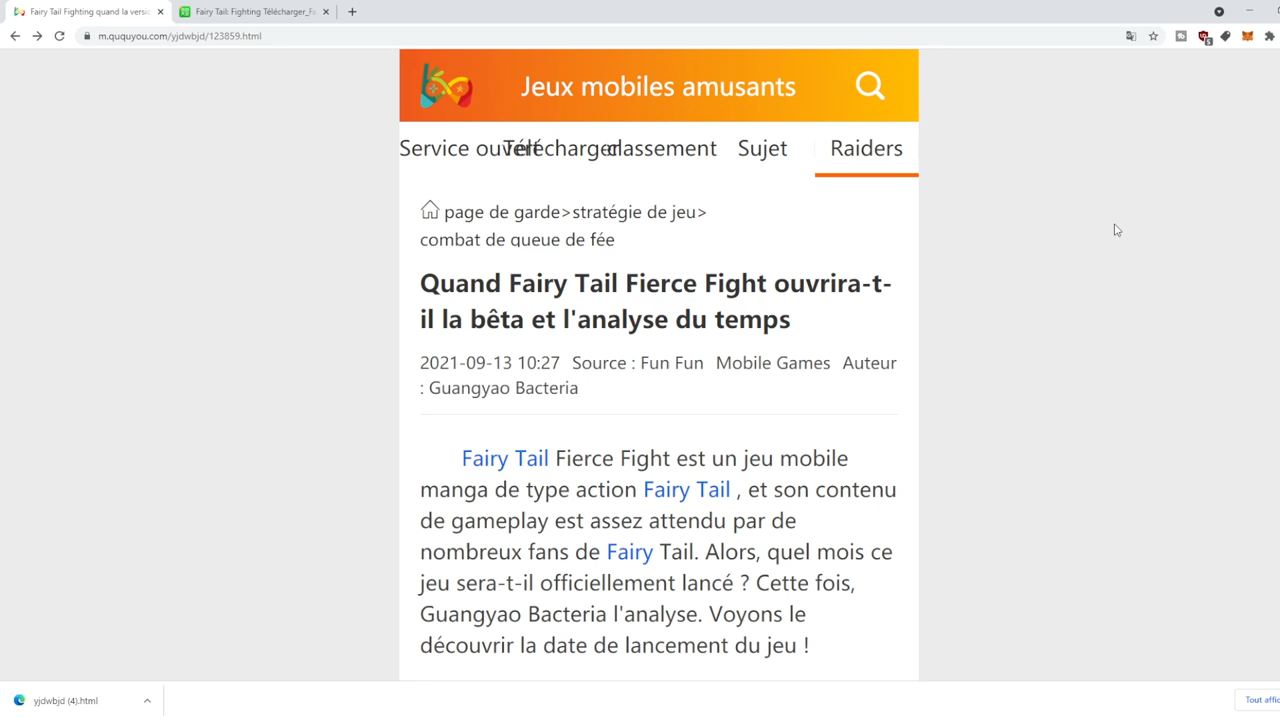 Fairy Tail Fighting quand la versic
Fairy Tail: Fighting Télécharger_Fa
m.ququyou.com/yjdwbjd/123859.html
Jeux mobiles amusants
Service ouvert Télécharger classement Sujet Raiders
page de garde>stratégie de jeu>
combat de queue de fée
Quand Fairy Tail Fierce Fight ouvrira-t-
il la bêta et l'analyse du temps
2021-09-13 10:27 Source : Fun Fun Mobile Games Auteur
: Guangyao Bacteria
Fairy Tail Fierce Fight est un jeu mobile
manga de type action Fairy Tail , et son contenu
de gameplay est assez attendu par de
nombreux fans de Fairy Tail. Alors, quel mois ce
jeu sera-t-il officiellement lancé ? Cette fois,
Guangyao Bacteria l'analyse. Voyons le
découvrir la date de lancement du jeu !
yjdwbjd (4).html
Tout affic